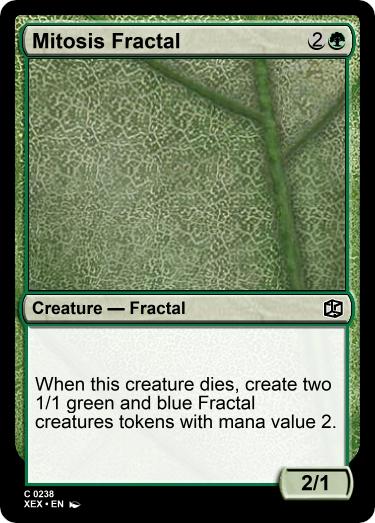 Mitosis Fractal 2
Creature — Fractal
When this creature dies, create two
1/1 green and blue Fractal
creatures tokens with mana value 2.
2/1
C 0238
XEX • EN